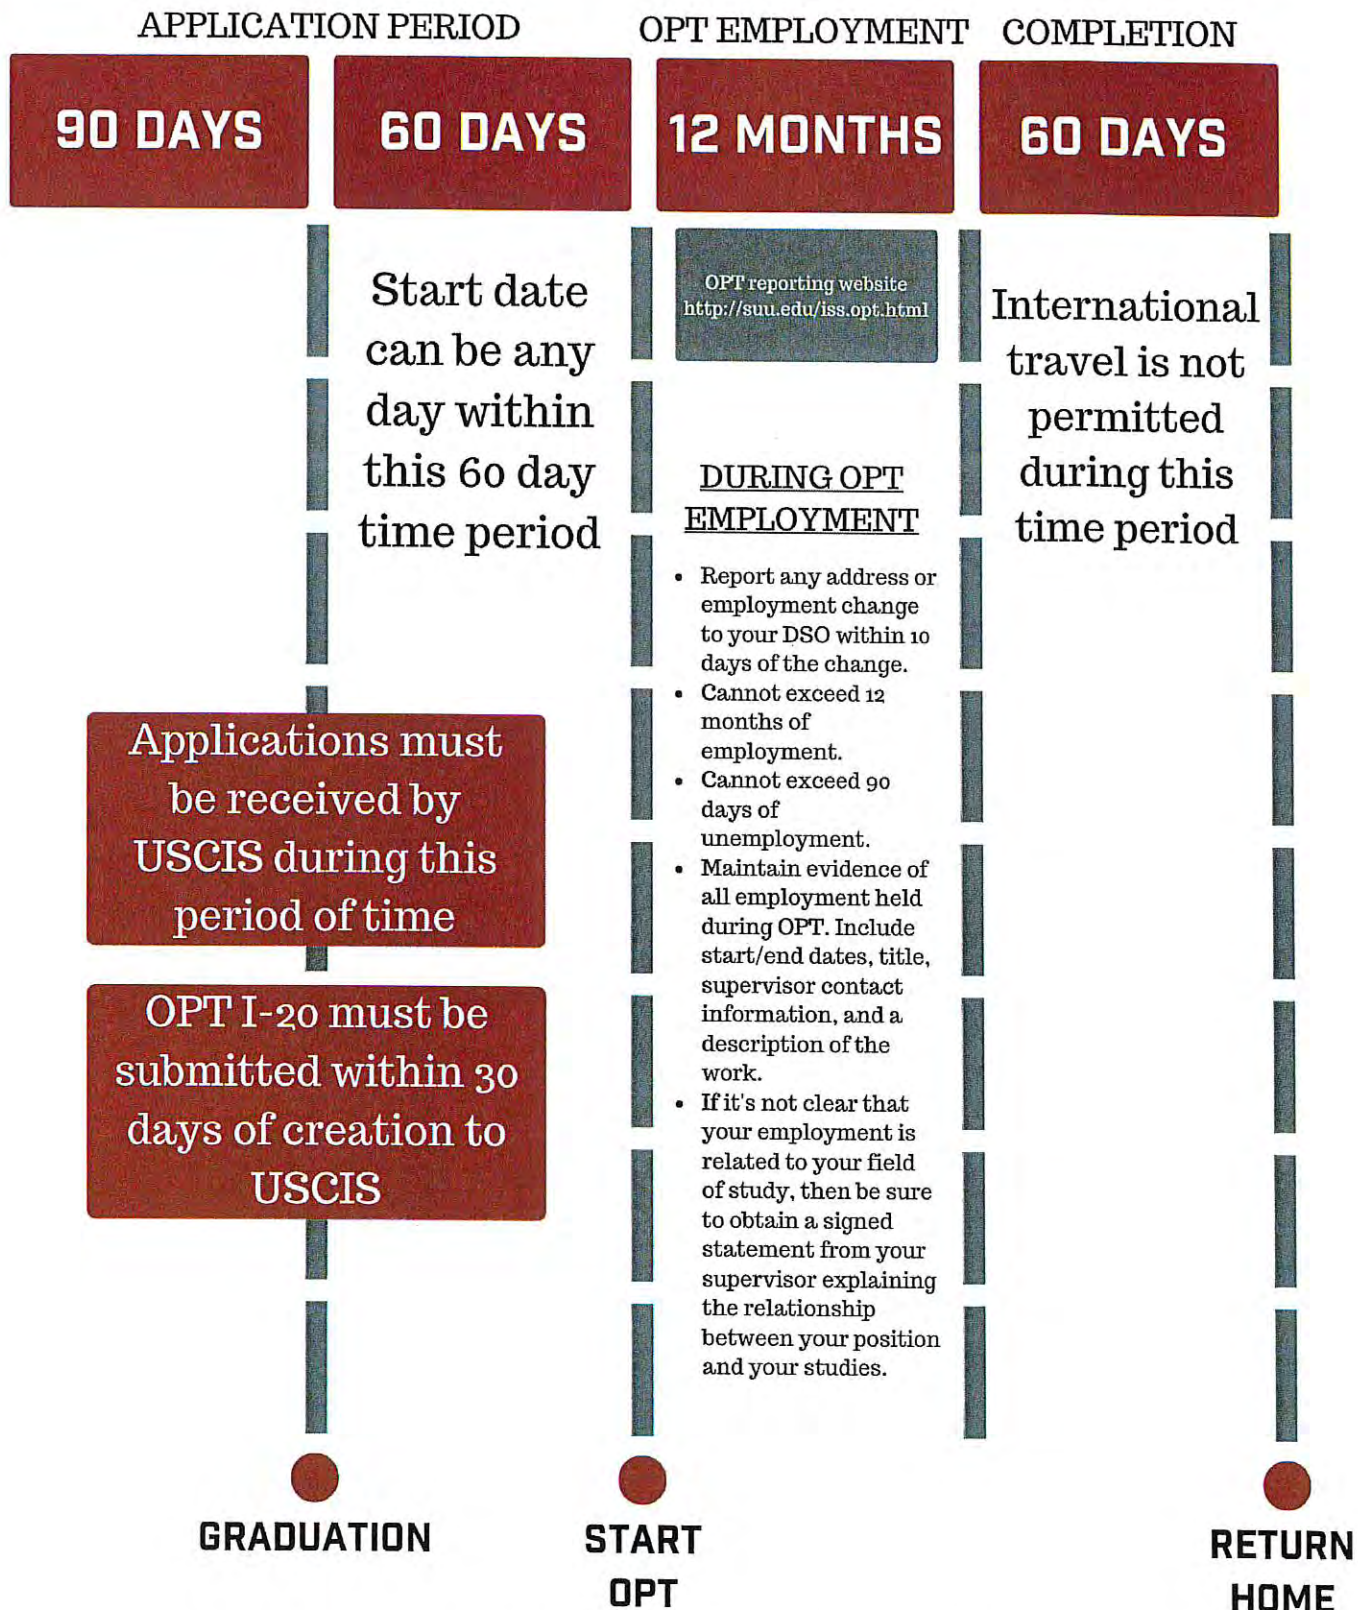 APPLICATION PERIOD
OPT EMPLOYMENT
COMPLETION
90 DAYS
60 DAYS
12 MONTHS
60 DAYS
Start date
can be any
day within
this 60 day
time period
Applications must
be received by
USCIS during this
period of time
OPT I-20 must be
submitted within 30
days of creation to
USCIS
OPT reporting website
http://suu.edu/iss.opt.html
DURING OPT
EMPLOYMENT
• Report any address or
employment change
to your DSO within 10
days of the change.
• Cannot exceed 12
months of
employment.
• Cannot exceed 90
days of
unemployment.
• Maintain evidence of
all employment held
during OPT. Include
start/end dates, title,
supervisor contact
information, and a
description of the
work.
• If it's not clear that
your employment is
related to your field
of study, then be sure
to obtain a signed
statement from your
supervisor explaining
the relationship
between your position
and your studies.
International
travel is not
permitted
during this
time period
GRADUATION
START
OPT
RETURN
HOME